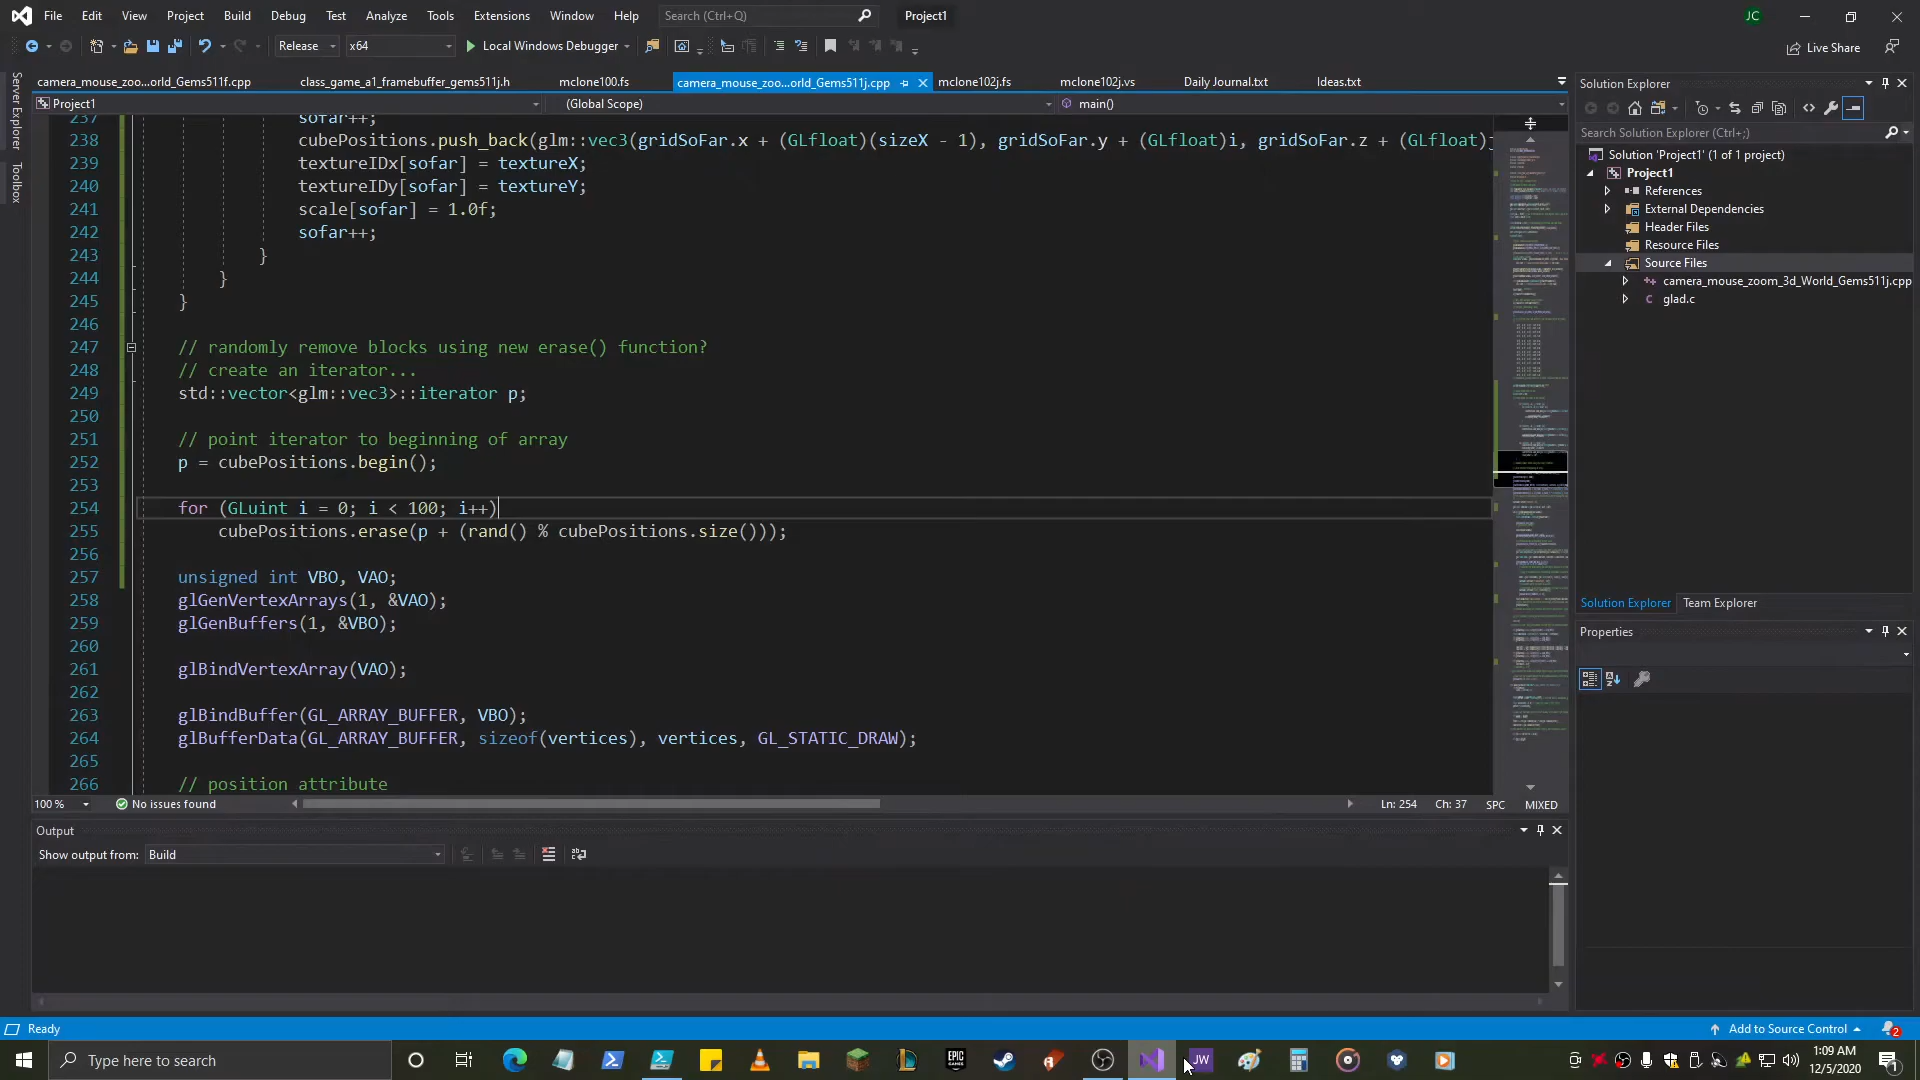 File Edit View Project Build Debug Test Analyze Tools Extensions Window Help Search (Ctrl+Q) Project1 JC
Release x64 Local Windows Debugger Live Share
camera_mouse_zoo...orld_Gems511f.cpp class_game_a1_framebuffer_gems511j.h mclone100.fs camera_mouse_zoo...orld_Gems511j.cpp mclone102j.fs mclone102j.vs Daily Journal.txt Ideas.txt
Project1 (Global Scope) main()
Server Explorer
Toolbox
237 sofar++;
238 cubePositions.push_back(glm::vec3(gridSoFar.x + (GLfloat)(sizeX - 1), gridSoFar.y + (GLfloat)i, gridSoFar.z + (GLfloat)j
239 textureIDx[sofar] = textureX;
240 textureIDy[sofar] = textureY;
241 scale[sofar] = 1.0f;
242 sofar++;
243 }
244 }
245 }
246
247 // randomly remove blocks using new erase() function?
248 // create an iterator...
249 std::vector<glm::vec3>::iterator p;
250
251 // point iterator to beginning of array
252 p = cubePositions.begin();
253
254 for (GLuint i = 0; i < 100; i++)
255 cubePositions.erase(p + (rand() % cubePositions.size()));
256
257 unsigned int VBO, VAO;
258 glGenVertexArrays(1, &VAO);
259 glGenBuffers(1, &VBO);
260
261 glBindVertexArray(VAO);
262
263 glBindBuffer(GL_ARRAY_BUFFER, VBO);
264 glBufferData(GL_ARRAY_BUFFER, sizeof(vertices), vertices, GL_STATIC_DRAW);
265
266 // position attribute
100 % No issues found Ln: 254 Ch: 37 SPC MIXED
Output
Show output from: Build
Solution Explorer
Search Solution Explorer (Ctrl+;)
Solution 'Project1' (1 of 1 project)
Project1
References
External Dependencies
Header Files
Resource Files
Source Files
camera_mouse_zoom_3d_World_Gems511j.cpp
glad.c
Solution Explorer Team Explorer
Properties
Ready Add to Source Control 2
Type here to search EPIC GAMES JW 1:09 AM
12/5/2020 1